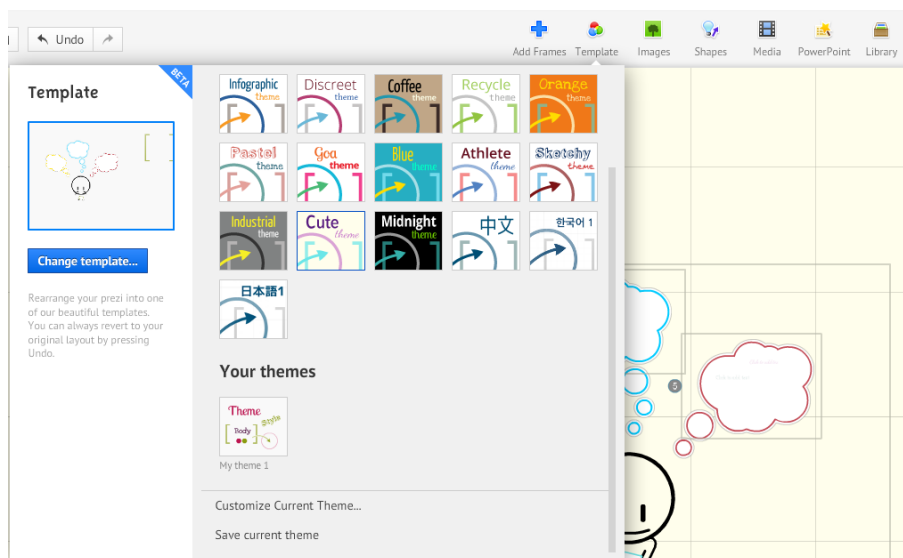 Undo
Add Frames
Template
Images
Shapes
Media
PowerPoint
Library
BETA
Template
Change template...
Rearrange your prezi into one
of our beautiful templates.
You can always revert to your
original layout by pressing
Undo.
Infographic
theme
Discreet
theme
Coffee
theme
Recycle
theme
Orange
theme
Pastel
theme
Goa
theme
Blue
theme
Athlete
theme
Sketchy
theme
Industrial
theme
Cute
theme
Midnight
theme
中文
한국어 1
日本語1
Your themes
Theme
Style
Body
My theme 1
Customize Current Theme...
Save current theme
5